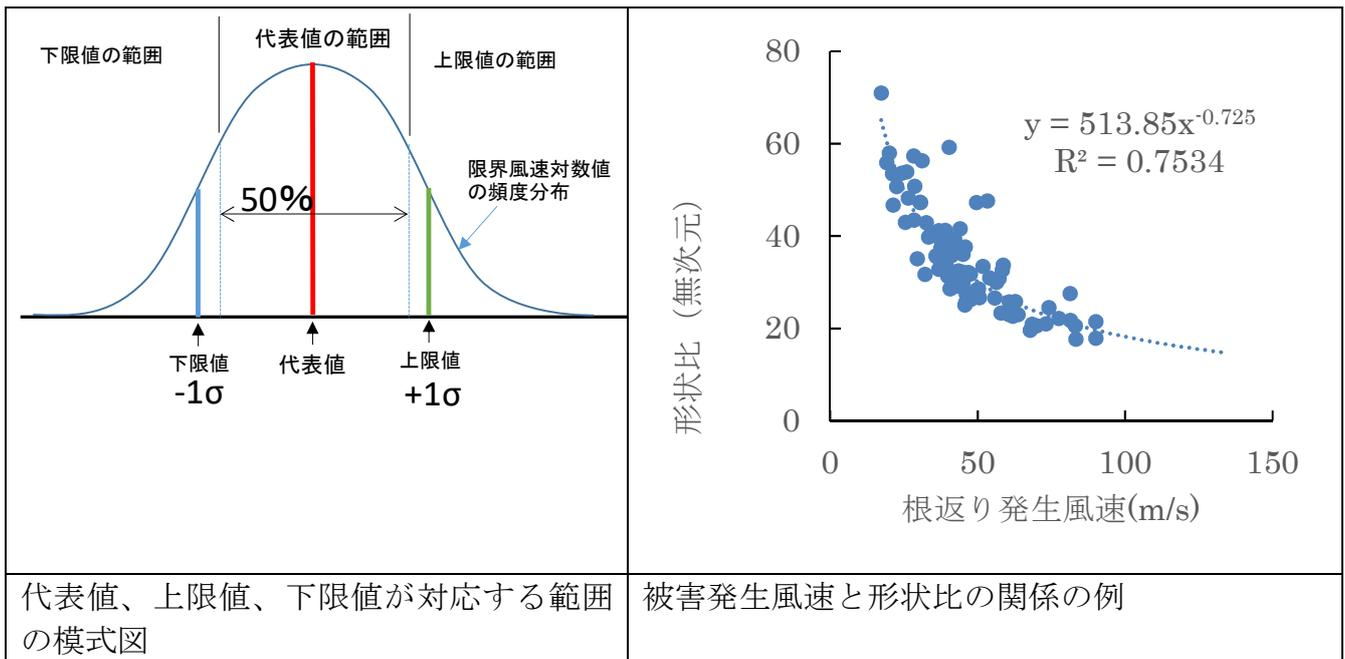 下限値の範囲
代表値の範囲
上限値の範囲
50%
限界風速対数値
の頻度分布
下限値
-1σ
代表値
上限値
+1σ
80
60
40
20
0
0 50 100 150
形状比（無次元）
根返り発生風速(m/s)
y = 513.85x^-0.725
R² = 0.7534
代表値、上限値、下限値が対応する範囲
の模式図
被害発生風速と形状比の関係の例